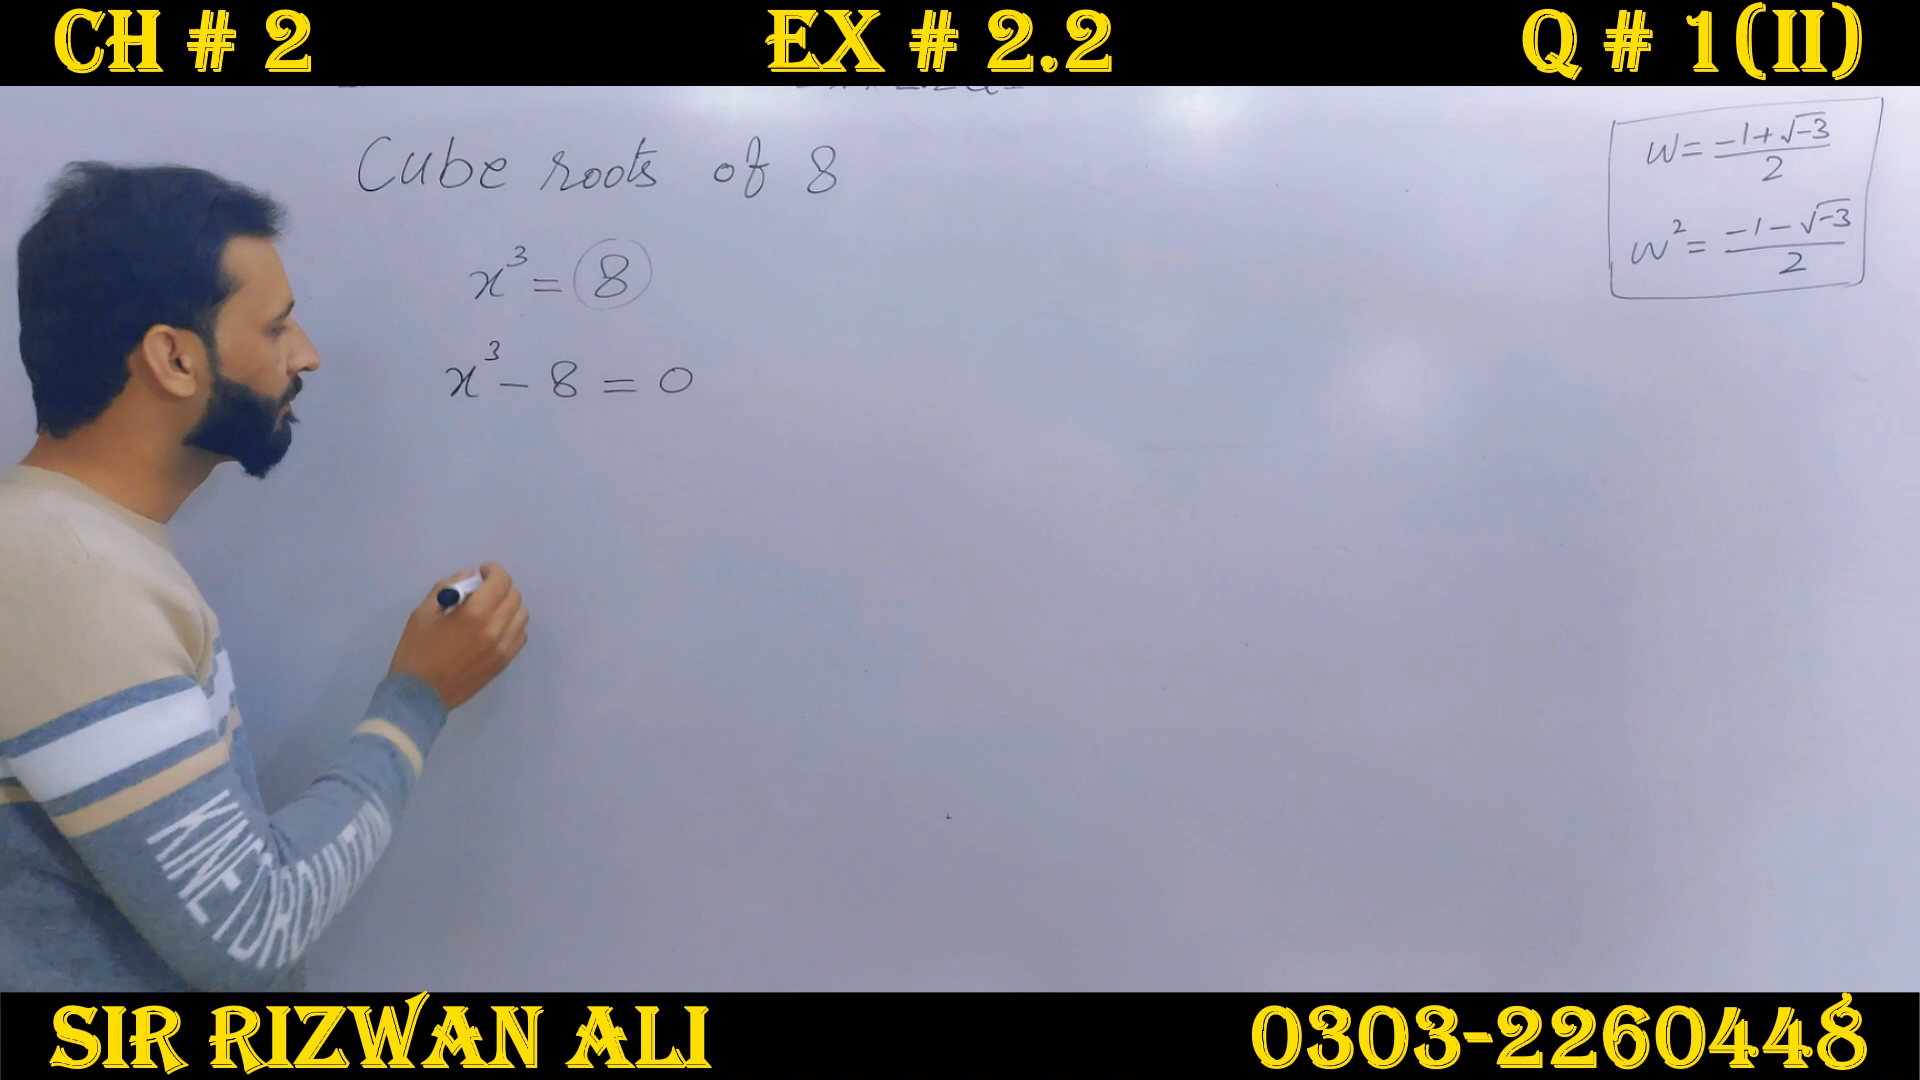 CH # 2 EX # 2.2 Q # 1(II)
Cube roots of 8
x³ = 8
x³ - 8 = 0
w = -1+√-3 / 2
w² = -1-√-3 / 2
KINETOROUNTAIN
SIR RIZWAN ALI 0303-2260448